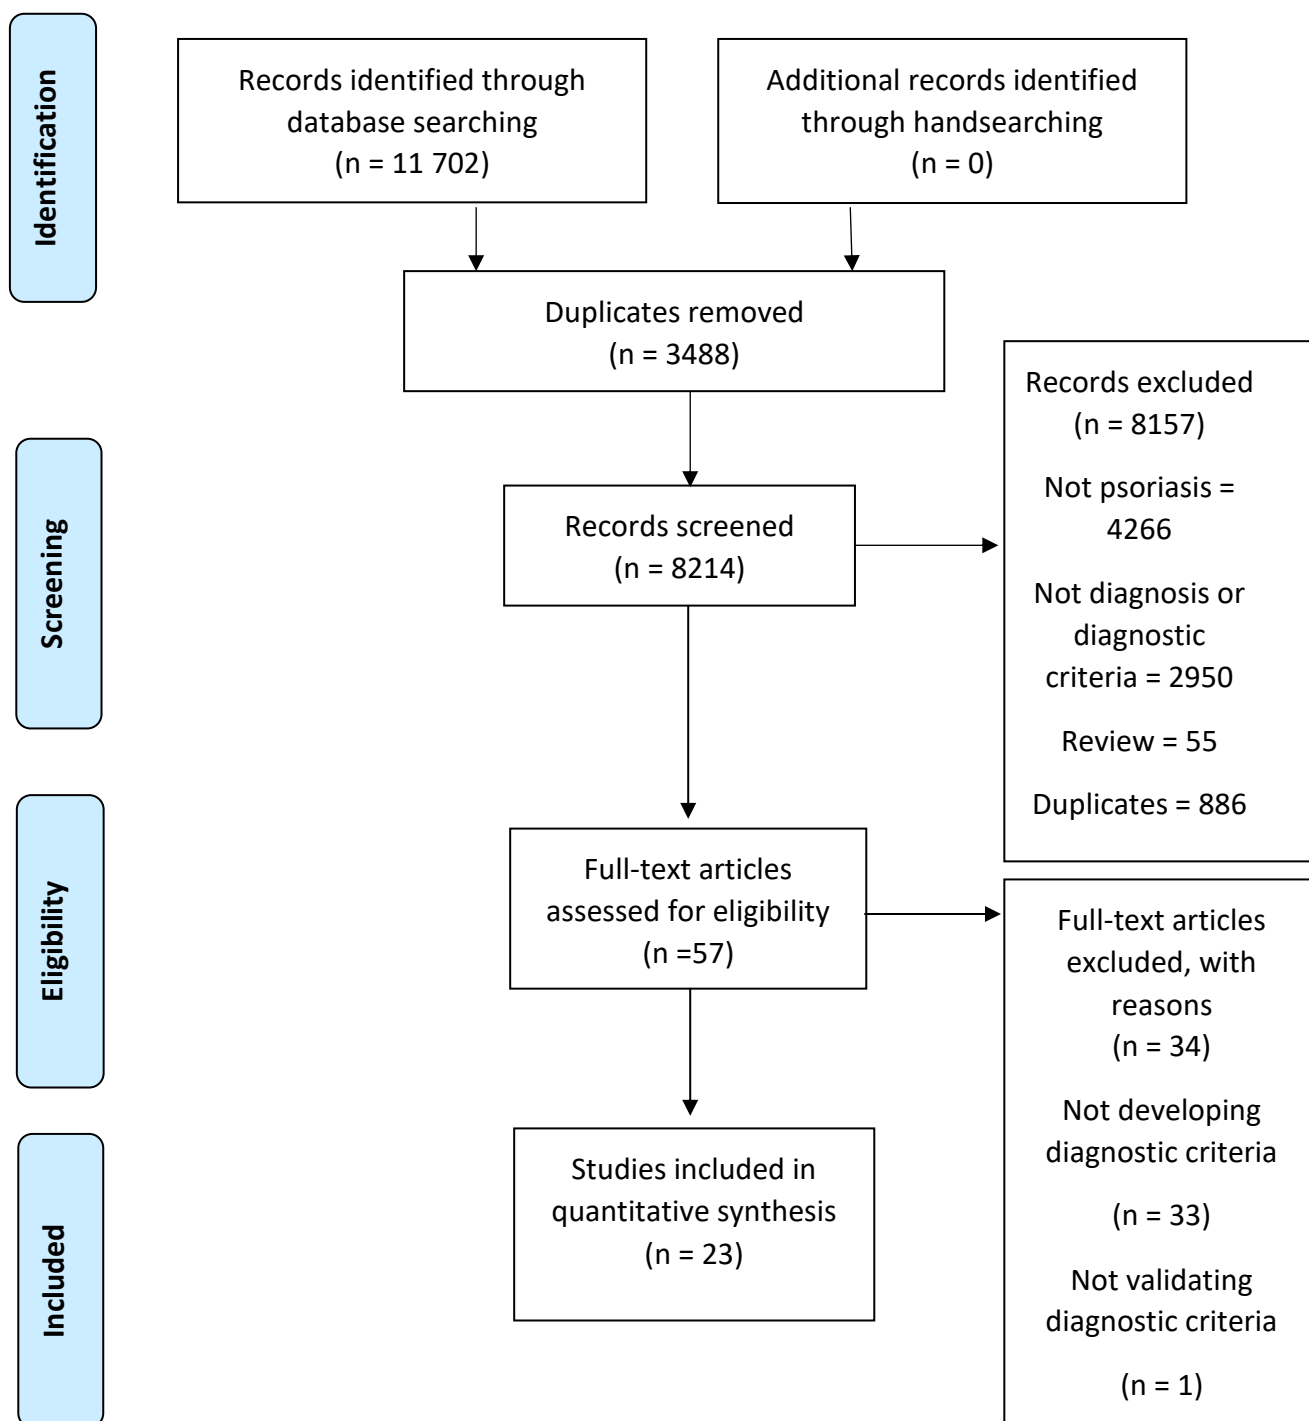 Identification
Records identified through
database searching
(n = 11 702)
Additional records identified
through handsearching
(n = 0)
Duplicates removed
(n = 3488)
Screening
Records screened
(n = 8214)
Records excluded
(n = 8157)
Not psoriasis =
4266
Not diagnosis or
diagnostic
criteria = 2950
Review = 55
Duplicates = 886
Eligibility
Full-text articles
assessed for eligibility
(n =57)
Full-text articles
excluded, with
reasons
(n = 34)
Not developing
diagnostic criteria
(n = 33)
Not validating
diagnostic criteria
(n = 1)
Included
Studies included in
quantitative synthesis
(n = 23)